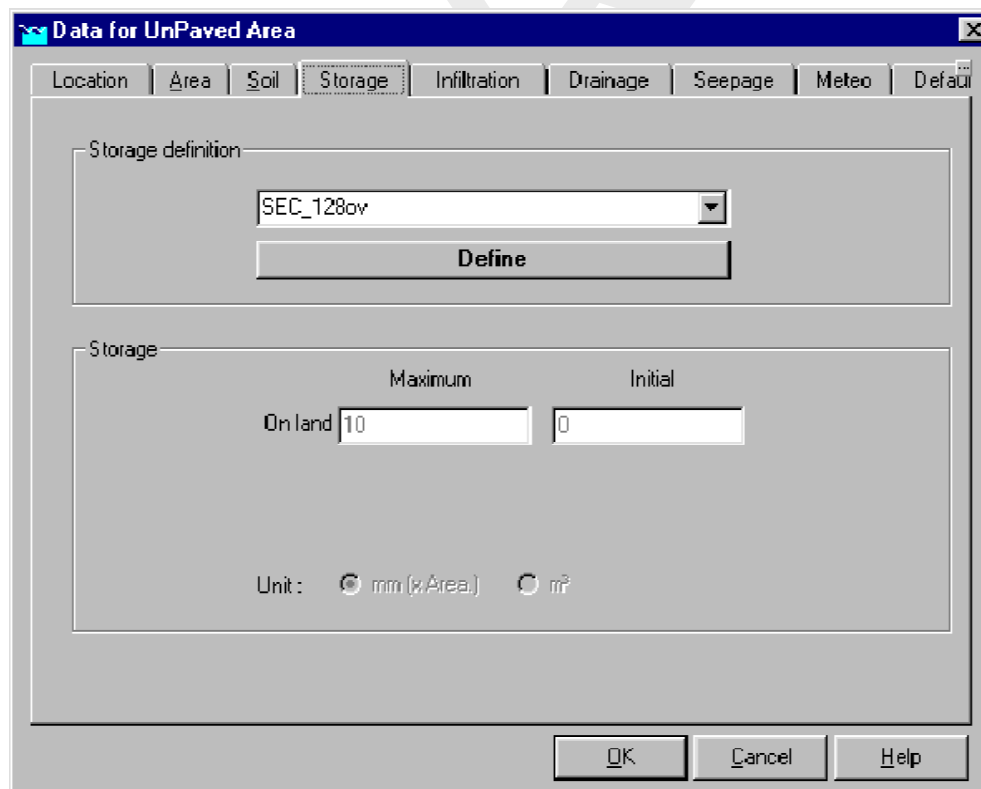 Data for UnPaved Area
Location Area Soil Storage Infiltration Drainage Seepage Meteo Defaul
Storage definition
SEC_128ov
Define
Storage
Maximum Initial
On land 10 0
Unit : mm (x Area.) m³
OK Cancel Help